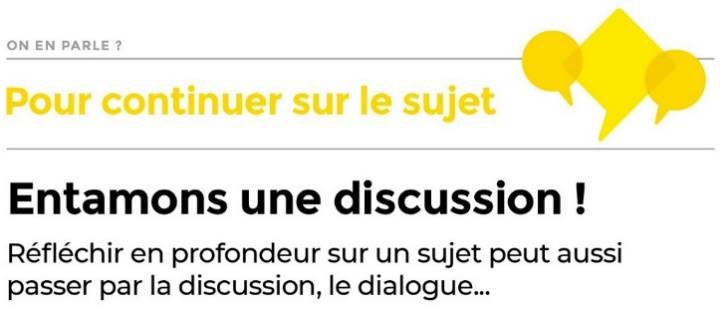 ON EN PARLE ?
Pour continuer sur le sujet
Entamons une discussion !
Réfléchir en profondeur sur un sujet peut aussi
passer par la discussion, le dialogue...